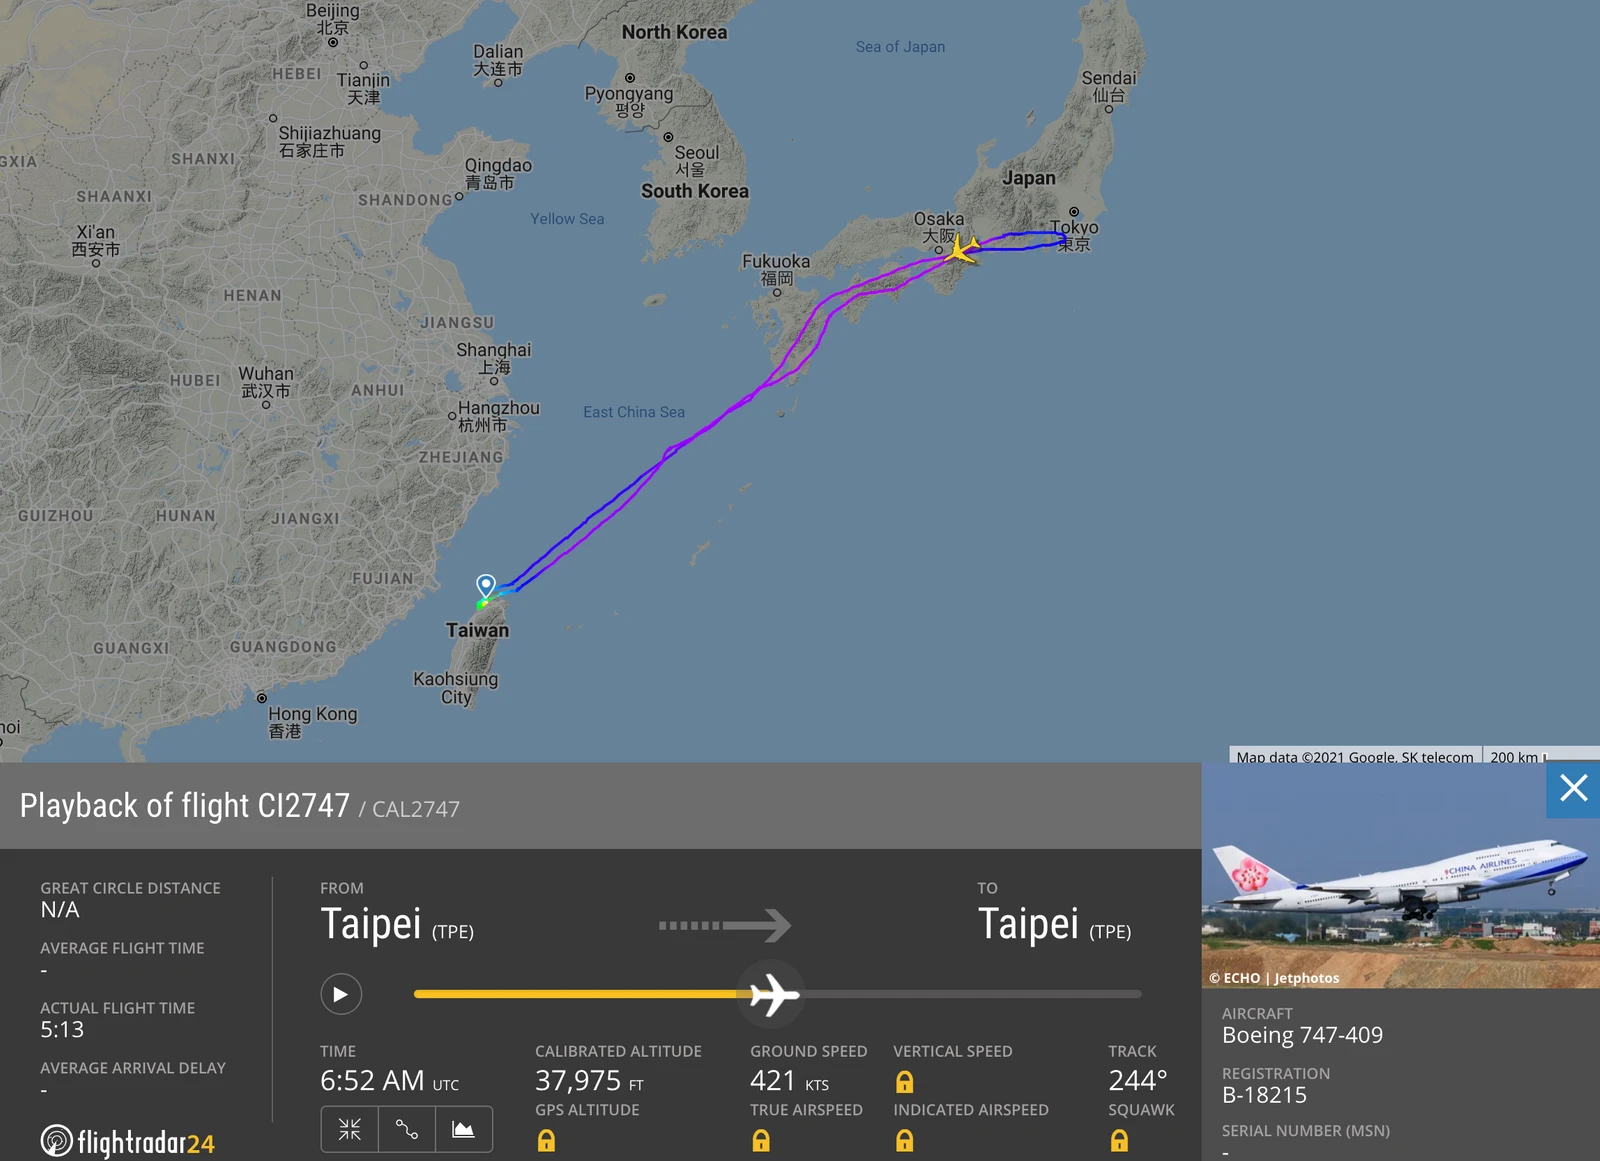 Beijing
北京
North Korea
Sea of Japan
Dalian
大连市
HEBEI
Tianjin
天津
Pyongyang
평양
Sendai
仙台
Shijiazhuang
石家庄市
GXIA
SHANXI
Seoul
서울
Qingdao
青岛市
South Korea
Japan
SHAANXI
SHANDONG
Yellow Sea
Osaka
大阪
Tokyo
東京
Xi'an
西安市
Fukuoka
福岡
HENAN
JIANGSU
Shanghai
上海
HUBEI
Wuhan
武汉市
ANHUI
Hangzhou
杭州市
East China Sea
ZHEJIANG
GUIZHOU
HUNAN
JIANGXI
FUJIAN
Taiwan
GUANGXI
GUANGDONG
Kaohsiung
City
Hong Kong
香港
noi
Map data ©2021 Google, SK telecom
200 km
Playback of flight CI2747 / CAL2747
CHINA AIRLINES
© ECHO | Jetphotos
GREAT CIRCLE DISTANCE
N/A
AVERAGE FLIGHT TIME
-
ACTUAL FLIGHT TIME
5:13
AVERAGE ARRIVAL DELAY
-
flightradar24
FROM
Taipei (TPE)
TO
Taipei (TPE)
TIME
6:52 AM UTC
CALIBRATED ALTITUDE
37,975 FT
GROUND SPEED
421 KTS
VERTICAL SPEED
TRACK
244°
GPS ALTITUDE
TRUE AIRSPEED
INDICATED AIRSPEED
SQUAWK
AIRCRAFT
Boeing 747-409
REGISTRATION
B-18215
SERIAL NUMBER (MSN)
-